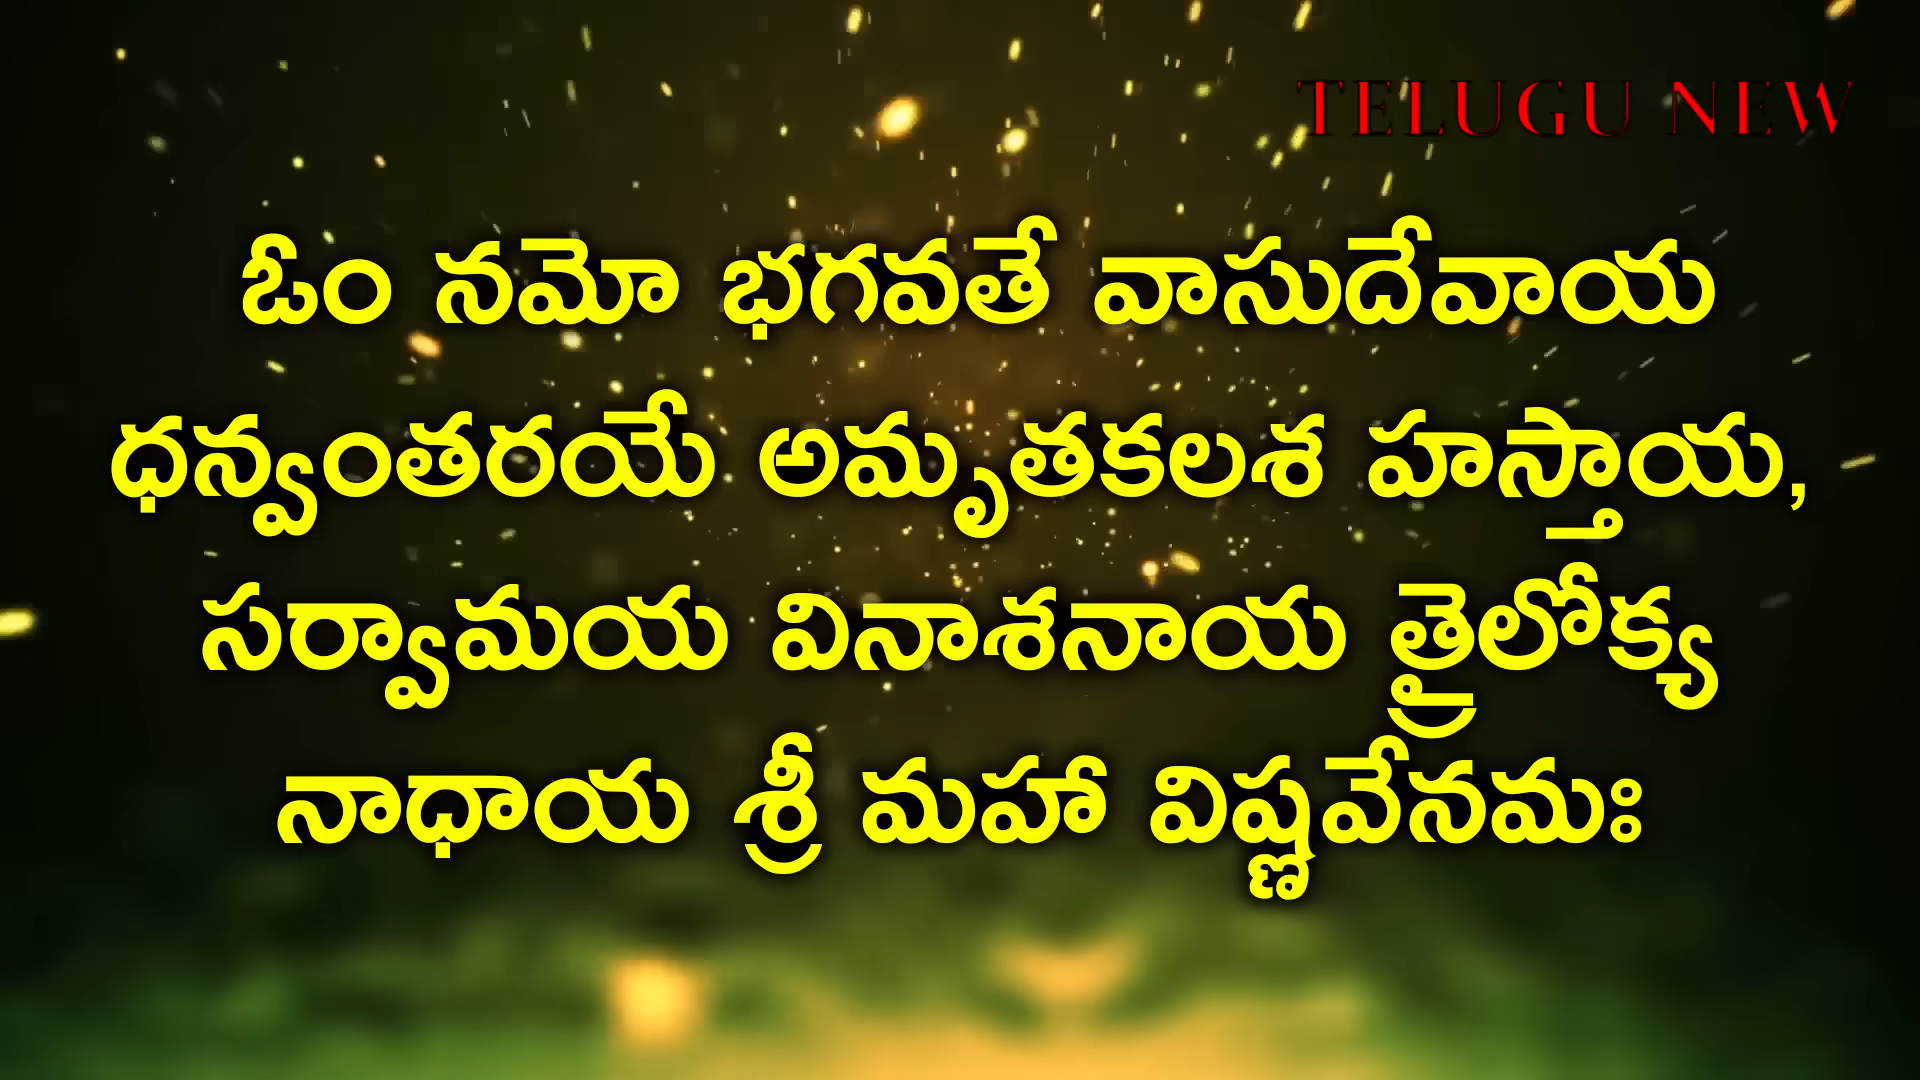 TELUGU NEW
ఓం నమో భగవతే వాసుదేవాయ
ధన్వంతరయే అమృతకలశ హస్తాయ,
సర్వామయ వినాశనాయ త్రైలోక్య
నాధాయ శ్రీ మహా విష్ణవేనమః